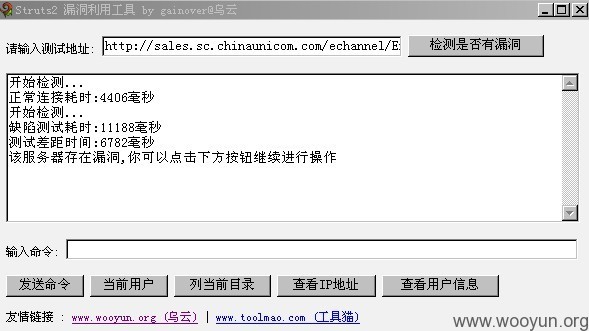 Struts2 漏洞利用工具 by gainover@乌云
请输入测试地址: http://sales.sc.chinaunicom.com/echannel/E 检测是否有漏洞
开始检测...
正常连接耗时:4406毫秒
开始检测...
缺陷测试耗时:11188毫秒
测试差距时间:6782毫秒
该服务器存在漏洞,你可以点击下方按钮继续进行操作
输入命令:
发送命令 当前用户 列当前目录 查看IP地址 查看用户信息
友情链接 : www.wooyun.org (乌云) | www.toolmao.com (工具猫)
www.wooyun.org